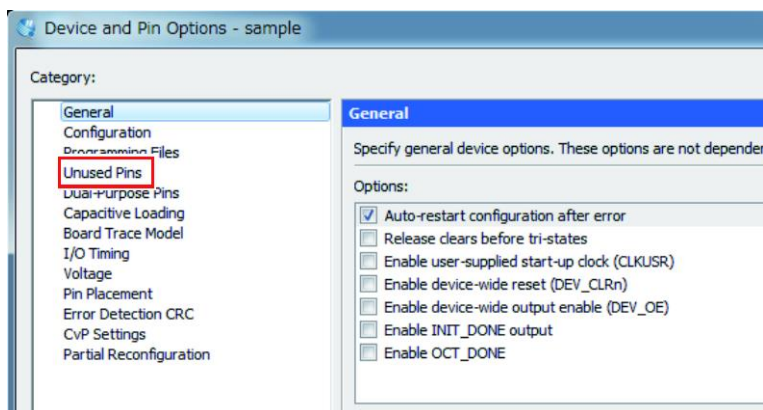 Device and Pin Options - sample
Category:
General
Configuration
Programming Files
Unused Pins
Dual-Purpose Pins
Capacitive Loading
Board Trace Model
I/O Timing
Voltage
Pin Placement
Error Detection CRC
CvP Settings
Partial Reconfiguration
General
Specify general device options. These options are not depender
Options:
Auto-restart configuration after error
Release clears before tri-states
Enable user-supplied start-up clock (CLKUSR)
Enable device-wide reset (DEV_CLRn)
Enable device-wide output enable (DEV_OE)
Enable INIT_DONE output
Enable OCT_DONE